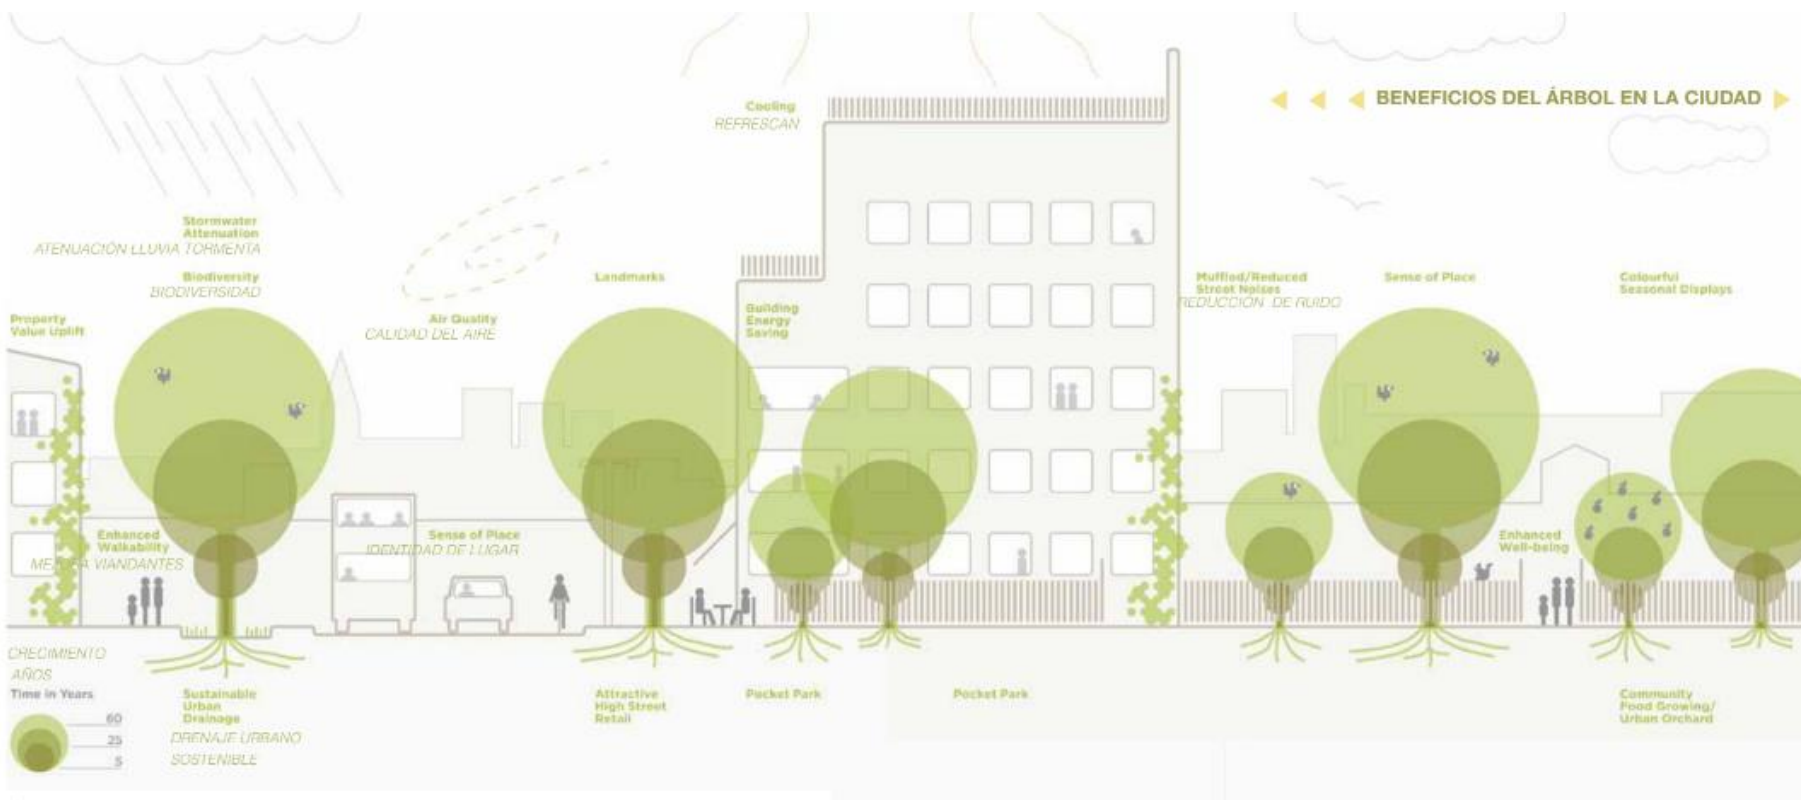 BENEFICIOS DEL ÁRBOL EN LA CIUDAD
Cooling
REFRESCAN
Stormwater
Attenuation
ATENUACIÓN LLUVIA TORMENTA
Biodiversity
BIODIVERSIDAD
Property
Value Uplift
Air Quality
CALIDAD DEL AIRE
Landmarks
Building
Energy
Saving
Muffled/Reduced
Street Noises
REDUCCIÓN DE RUIDO
Sense of Place
Colourful
Seasonal Displays
Enhanced
Walkability
MEJORA VIANDANTES
Sense of Place
IDENTIDAD DE LUGAR
Enhanced
Well-being
CRECIMIENTO
AÑOS
Time in Years
60
25
5
Sustainable
Urban
Drainage
DRENAJE URBANO
SOSTENIBLE
Attractive
High Street
Retail
Pocket Park
Pocket Park
Community
Food Growing/
Urban Orchard